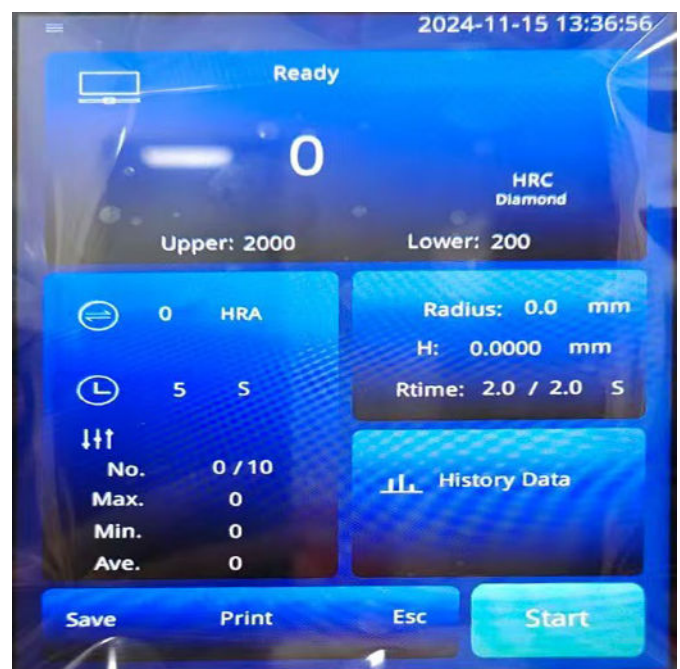 2024-11-15 13:36:56
Ready
0
HRC
Diamond
Upper: 2000 Lower: 200
0 HRA
5 S
No. 0 / 10
Max. 0
Min. 0
Ave. 0
Radius: 0.0 mm
H: 0.0000 mm
Rtime: 2.0 / 2.0 S
History Data
Save Print Esc Start